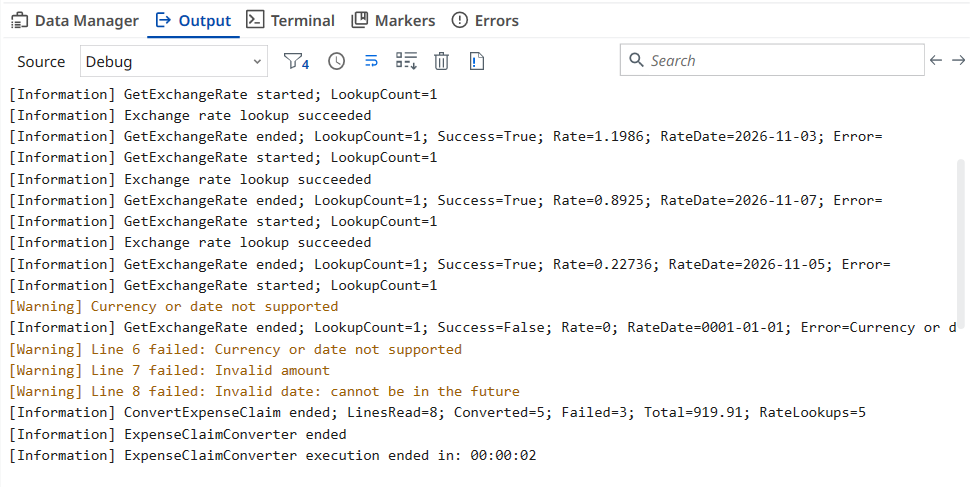 Data Manager Output Terminal Markers Errors
Source Debug 4 Search
[Information] GetExchangeRate started; LookupCount=1
[Information] Exchange rate lookup succeeded
[Information] GetExchangeRate ended; LookupCount=1; Success=True; Rate=1.1986; RateDate=2026-11-03; Error=
[Information] GetExchangeRate started; LookupCount=1
[Information] Exchange rate lookup succeeded
[Information] GetExchangeRate ended; LookupCount=1; Success=True; Rate=0.8925; RateDate=2026-11-07; Error=
[Information] GetExchangeRate started; LookupCount=1
[Information] Exchange rate lookup succeeded
[Information] GetExchangeRate ended; LookupCount=1; Success=True; Rate=0.22736; RateDate=2026-11-05; Error=
[Information] GetExchangeRate started; LookupCount=1
[Warning] Currency or date not supported
[Information] GetExchangeRate ended; LookupCount=1; Success=False; Rate=0; RateDate=0001-01-01; Error=Currency or d
[Warning] Line 6 failed: Currency or date not supported
[Warning] Line 7 failed: Invalid amount
[Warning] Line 8 failed: Invalid date: cannot be in the future
[Information] ConvertExpenseClaim ended; LinesRead=8; Converted=5; Failed=3; Total=919.91; RateLookups=5
[Information] ExpenseClaimConverter ended
[Information] ExpenseClaimConverter execution ended in: 00:00:02